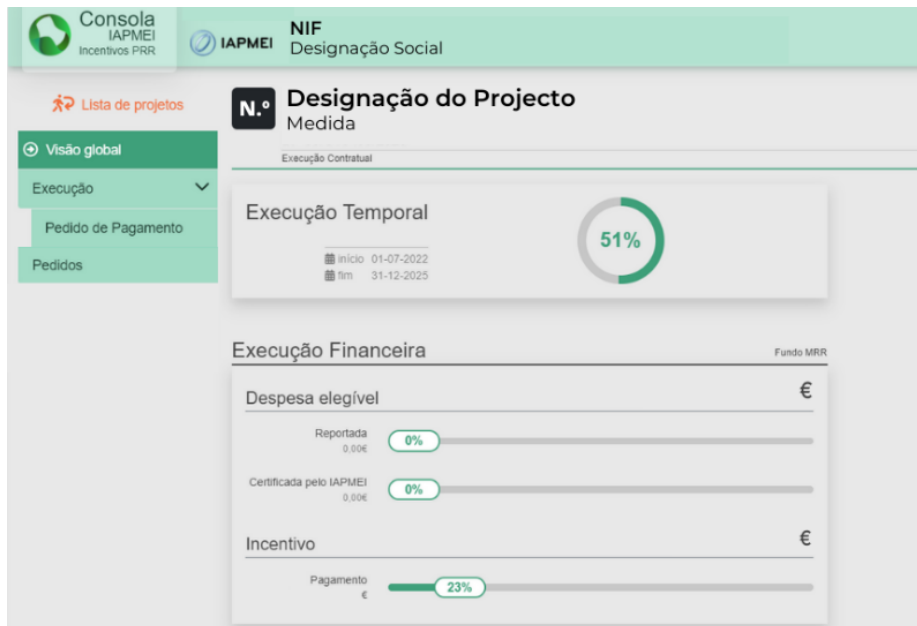 Consola
IAPMEI
Incentivos PRR
IAPMEI
NIF
Designação Social
Lista de projetos
N.º
Designação do Projecto
Medida
Visão global
Execução Contratual
Execução
Pedido de Pagamento
Pedidos
Execução Temporal
início 01-07-2022
fim 31-12-2025
51%
Execução Financeira
Fundo MRR
Despesa elegível
€
Reportada
0,00€
0%
Certificada pelo IAPMEI
0,00€
0%
Incentivo
€
Pagamento
€
23%